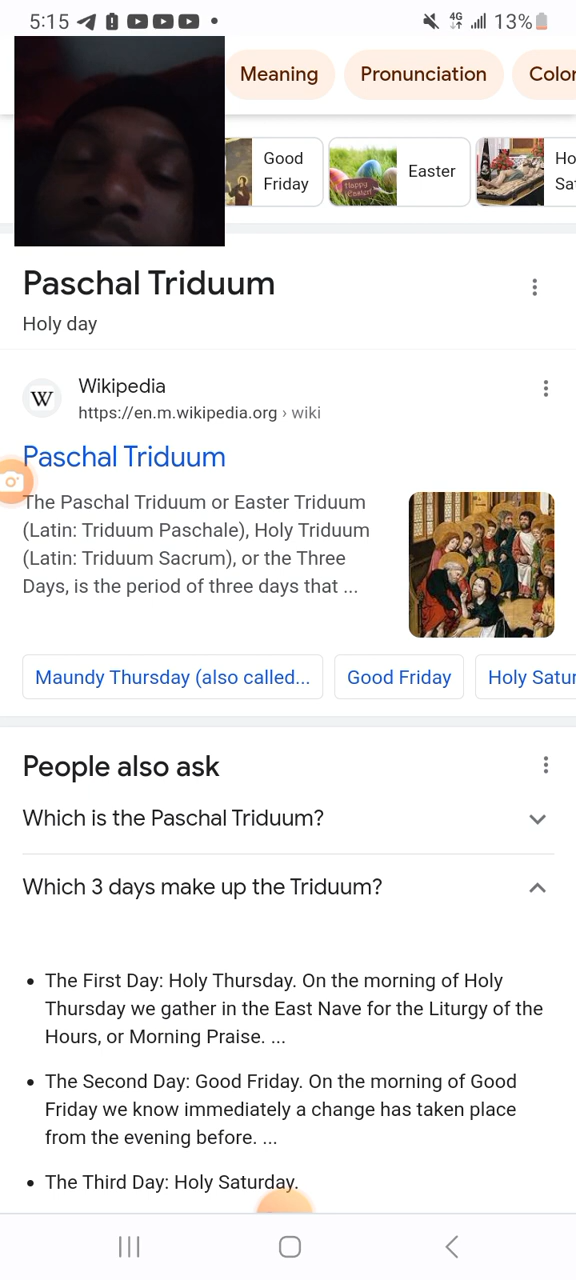 5:15
4G
13%
Meaning
Pronunciation
Good
Friday
Happy
Easter
Paschal Triduum
Holy day
W
Wikipedia
https://en.m.wikipedia.org › wiki
Paschal Triduum
The Paschal Triduum or Easter Triduum
(Latin: Triduum Paschale), Holy Triduum
(Latin: Triduum Sacrum), or the Three
Days, is the period of three days that ...
Maundy Thursday (also called...
Good Friday
Holy Satur
People also ask
Which is the Paschal Triduum?
Which 3 days make up the Triduum?
• The First Day: Holy Thursday. On the morning of Holy
Thursday we gather in the East Nave for the Liturgy of the
Hours, or Morning Praise. ...
• The Second Day: Good Friday. On the morning of Good
Friday we know immediately a change has taken place
from the evening before. ...
• The Third Day: Holy Saturday.